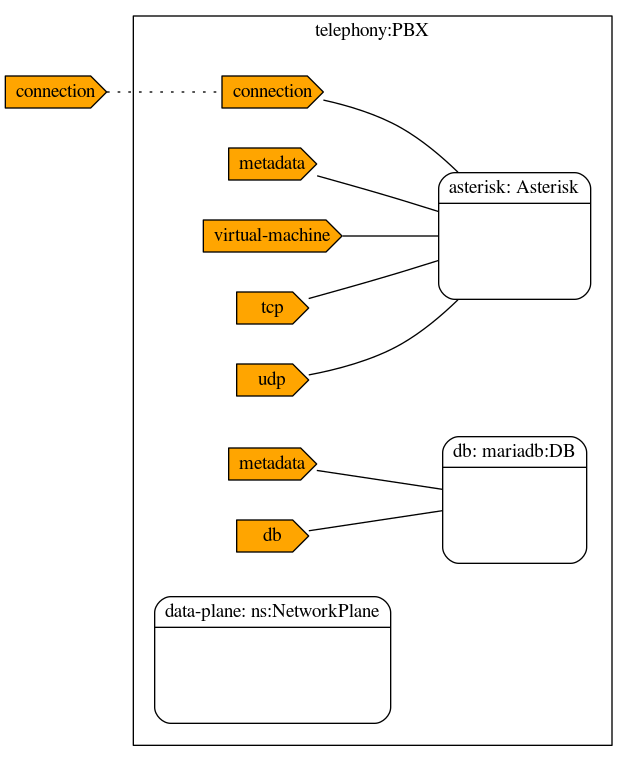 telephony:PBX
connection
connection
metadata
asterisk: Asterisk
virtual-machine
tcp
udp
metadata
db: mariadb:DB
db
data-plane: ns:NetworkPlane